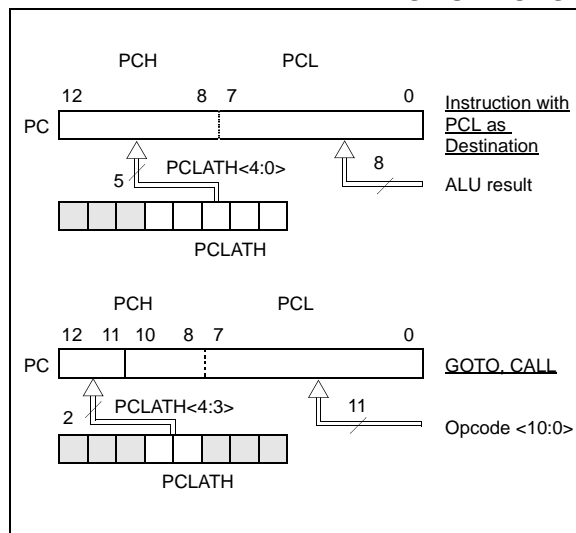 PCH PCL
12 8 7 0
PC
Instruction with
PCL as
Destination
5 PCLATH<4:0>
8
ALU result
PCLATH
PCH PCL
12 11 10 8 7 0
PC
GOTO, CALL
2 PCLATH<4:3>
11
Opcode <10:0>
PCLATH